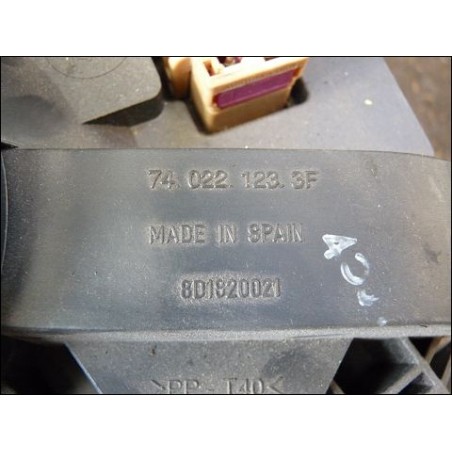 74 022 123 3F
MADE IN SPAIN
8D1820021
>PP-T40<